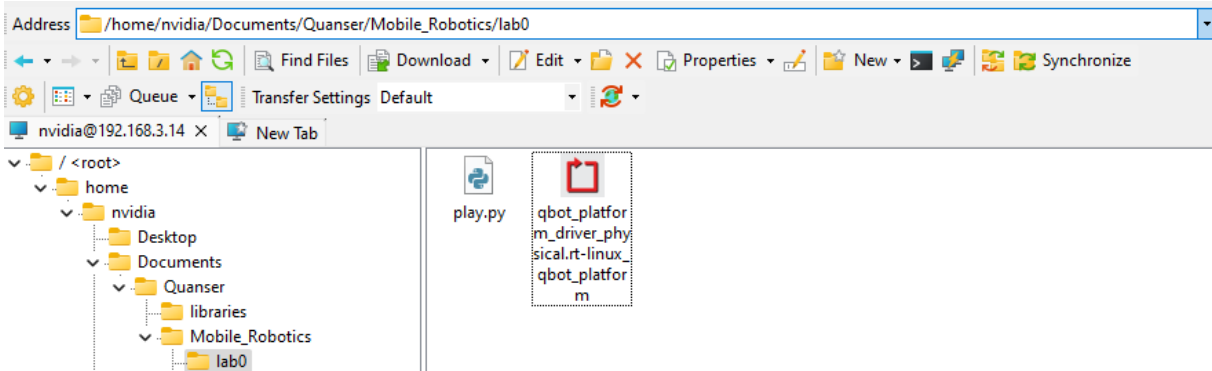 Address /home/nvidia/Documents/Quanser/Mobile_Robotics/lab0
Find Files Download Edit Properties New Synchronize
Queue Transfer Settings Default
nvidia@192.168.3.14 New Tab
/ <root>
home
nvidia
Desktop
Documents
Quanser
libraries
Mobile_Robotics
lab0
play.py
qbot_platfor
m_driver_phy
sical.rt-linux_
qbot_platfor
m